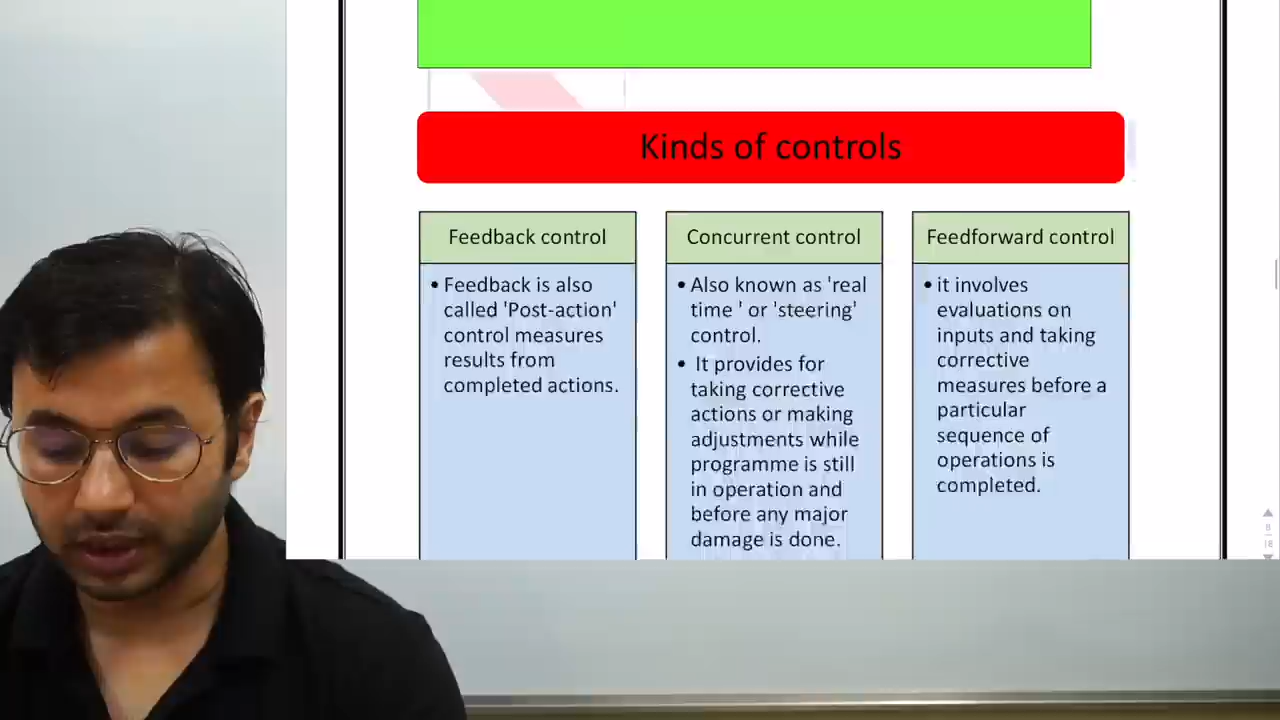 Kinds of controls
Feedback control
• Feedback is also
called 'Post-action'
control measures
results from
completed actions.
Concurrent control
• Also known as 'real
time ' or 'steering'
control.
• It provides for
taking corrective
actions or making
adjustments while
programme is still
in operation and
before any major
damage is done.
Feedforward control
• it involves
evaluations on
inputs and taking
corrective
measures before a
particular
sequence of
operations is
completed.
8
18